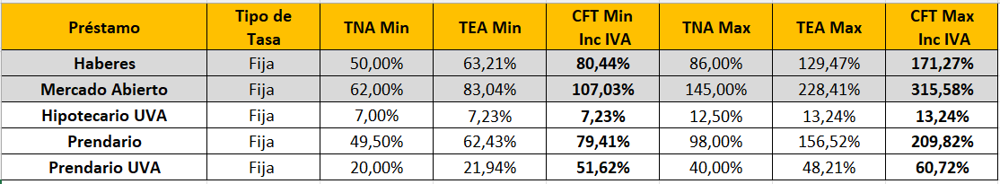 Préstamo Tipo de Tasa TNA Min TEA Min CFT Min Inc IVA TNA Max TEA Max CFT Max Inc IVA
Haberes Fija 50,00% 63,21% 80,44% 86,00% 129,47% 171,27%
Mercado Abierto Fija 62,00% 83,04% 107,03% 145,00% 228,41% 315,58%
Hipotecario UVA Fija 7,00% 7,23% 7,23% 12,50% 13,24% 13,24%
Prendario Fija 49,50% 62,43% 79,41% 98,00% 156,52% 209,82%
Prendario UVA Fija 20,00% 21,94% 51,62% 40,00% 48,21% 60,72%